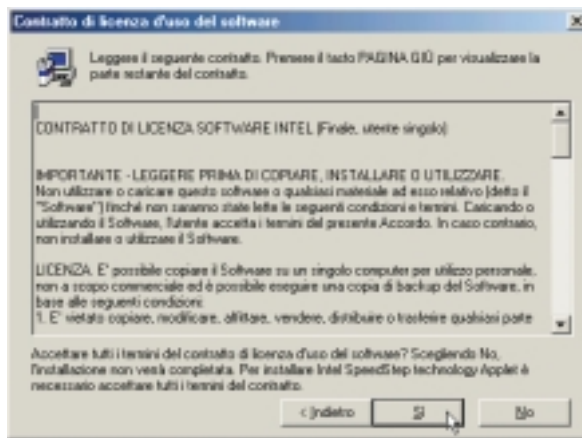 Contratto di licenza d'uso del software
Leggere il seguente contratto. Premere il tasto PAGINA GIÙ per visualizzare la
parte restante del contratto.
CONTRATTO DI LICENZA SOFTWARE INTEL (Finale, utente singolo)
IMPORTANTE - LEGGERE PRIMA DI COPIARE, INSTALLARE O UTILIZZARE.
Non utilizzare o caricare questo software o qualsiasi materiale ad esso relativo (detto il
"Software") finché non saranno state lette le seguenti condizioni e termini. Caricando o
utilizzando il Software, l'utente accetta i termini del presente Accordo. In caso contrario,
non installare o utilizzare il Software.
LICENZA. E' possibile copiare il Software su un singolo computer per utilizzo personale,
non a scopo commerciale ed è possibile eseguire una copia di backup del Software, in
base alle seguenti condizioni:
1. E' vietato copiare, modificare, affittare, vendere, distribuire o trasferire qualsiasi parte
Accettare tutti i termini del contratto di licenza d'uso del software? Scegliendo No,
l'installazione non verrà completata. Per installare Intel SpeedStep technology Applet è
necessario accettare tutti i termini del contratto.
< Indietro
Sì
No